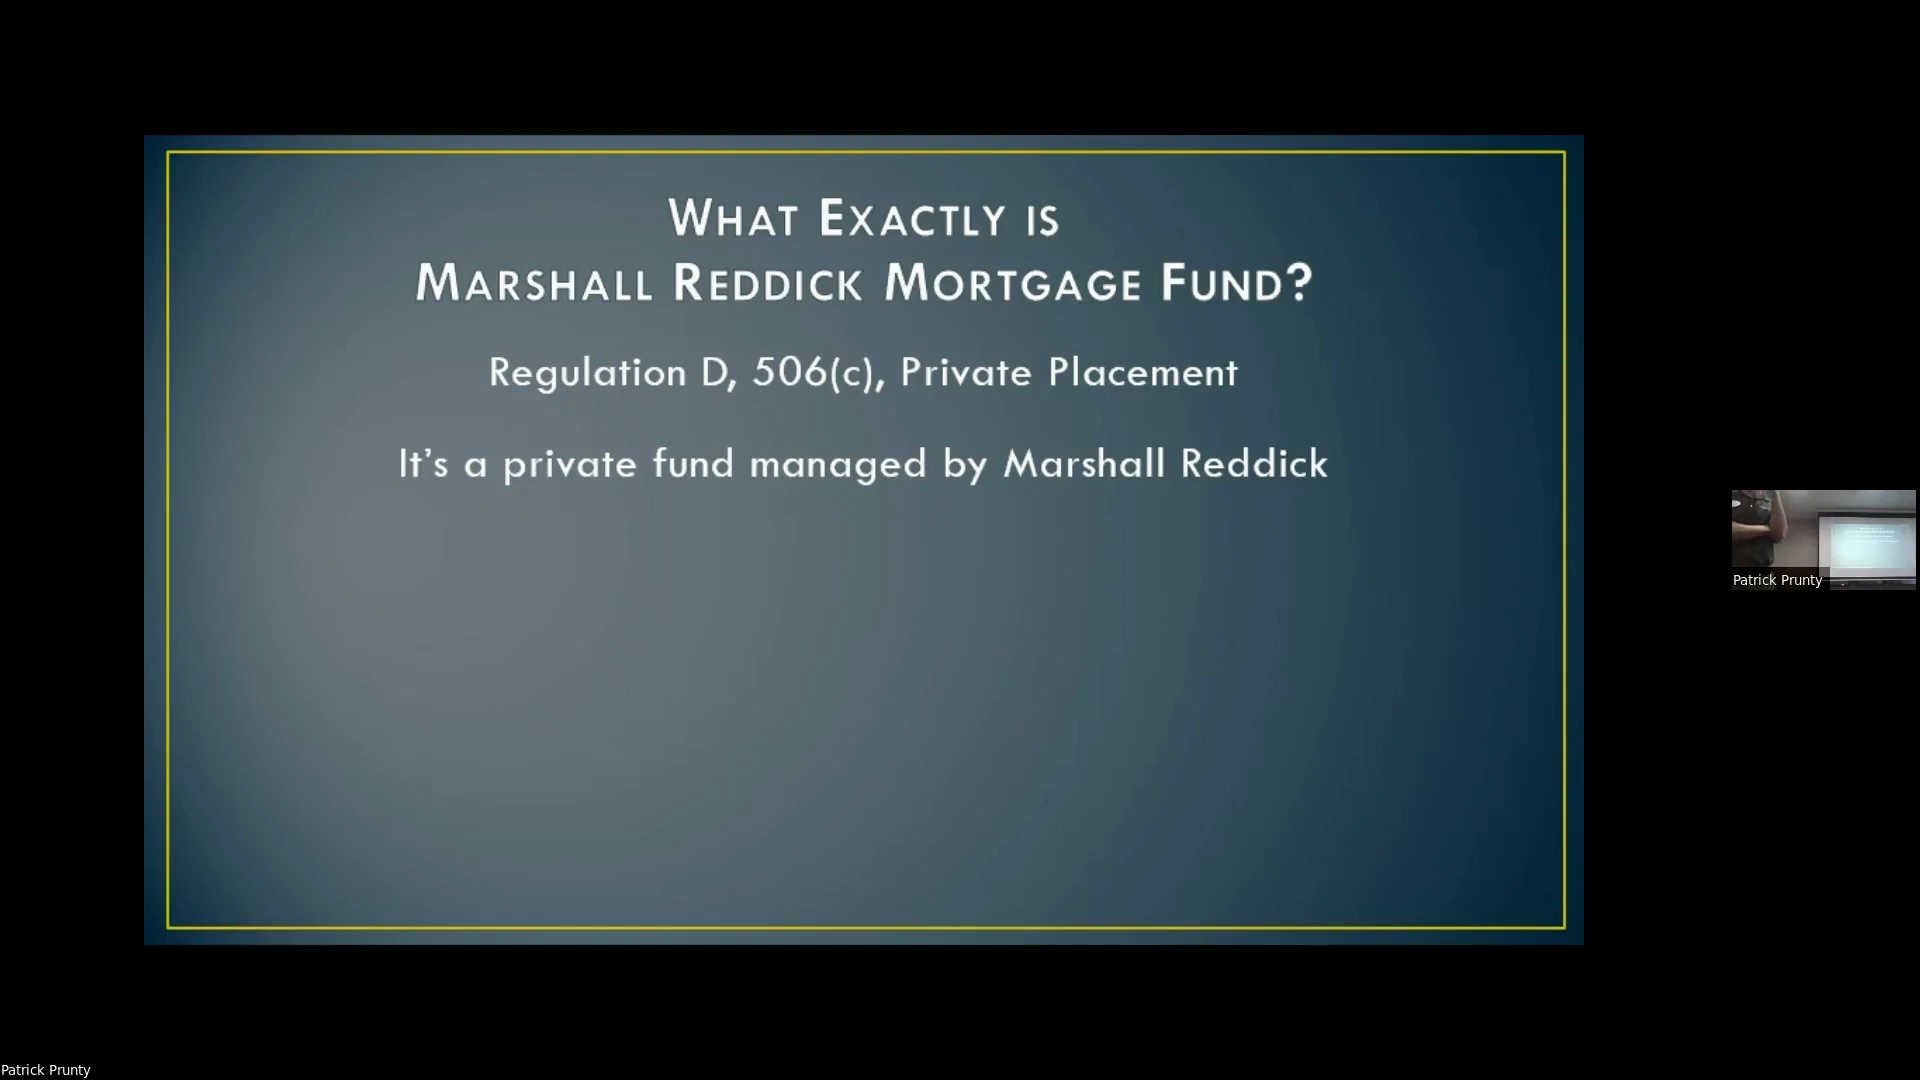 What Exactly is
Marshall Reddick Mortgage Fund?
Regulation D, 506(c), Private Placement
It's a private fund managed by Marshall Reddick
Patrick Prunty
Patrick Prunty